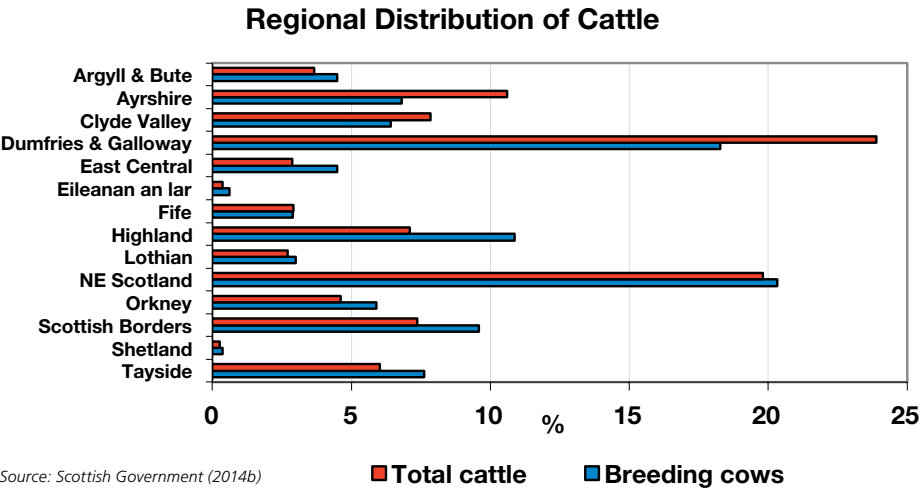 Regional Distribution of Cattle
Argyll & Bute
Ayrshire
Clyde Valley
Dumfries & Galloway
East Central
Eileanan an Iar
Fife
Highland
Lothian
NE Scotland
Orkney
Scottish Borders
Shetland
Tayside
0 5 10 15 20 25
%
Source: Scottish Government (2014b)
Total cattle Breeding cows